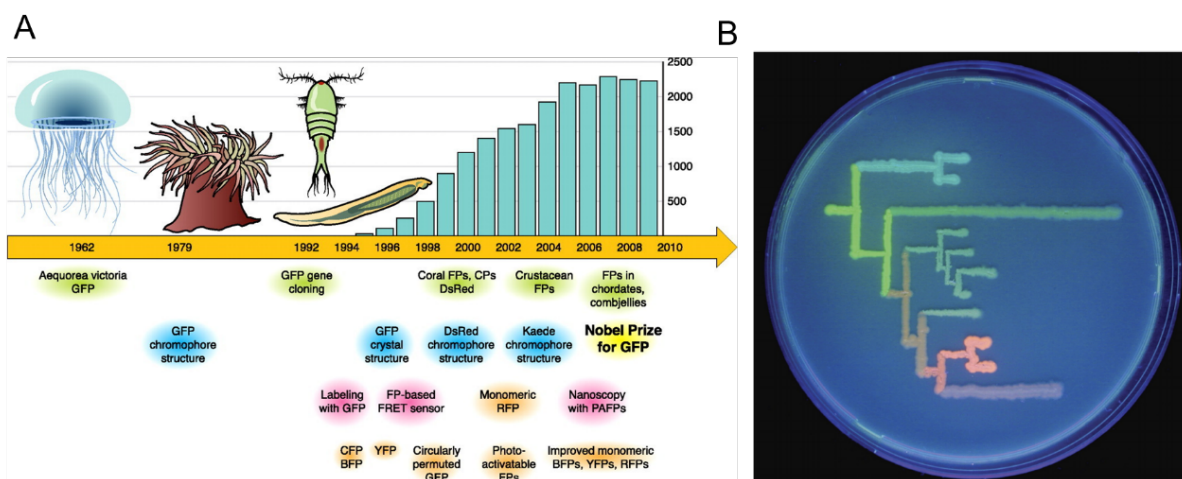 A
B
2500
2000
1500
1000
500
1962 1979 1992 1994 1996 1998 2000 2002 2004 2006 2008 2010
Aequorea victoria
GFP
GFP gene
cloning
Coral FPs, CPs
DsRed
Crustacean
FPs
FPs in
chordates,
combjellies
GFP
chromophore
structure
GFP
crystal
structure
DsRed
chromophore
structure
Kaede
chromophore
structure
Nobel Prize
for GFP
Labeling
with GFP
FP-based
FRET sensor
Monomeric
RFP
Nanoscopy
with PAFPs
CFP
BFP
YFP
Circularly
permuted
GFP
Photo-
activatable
FPs
Improved monomeric
BFPs, YFPs, RFPs